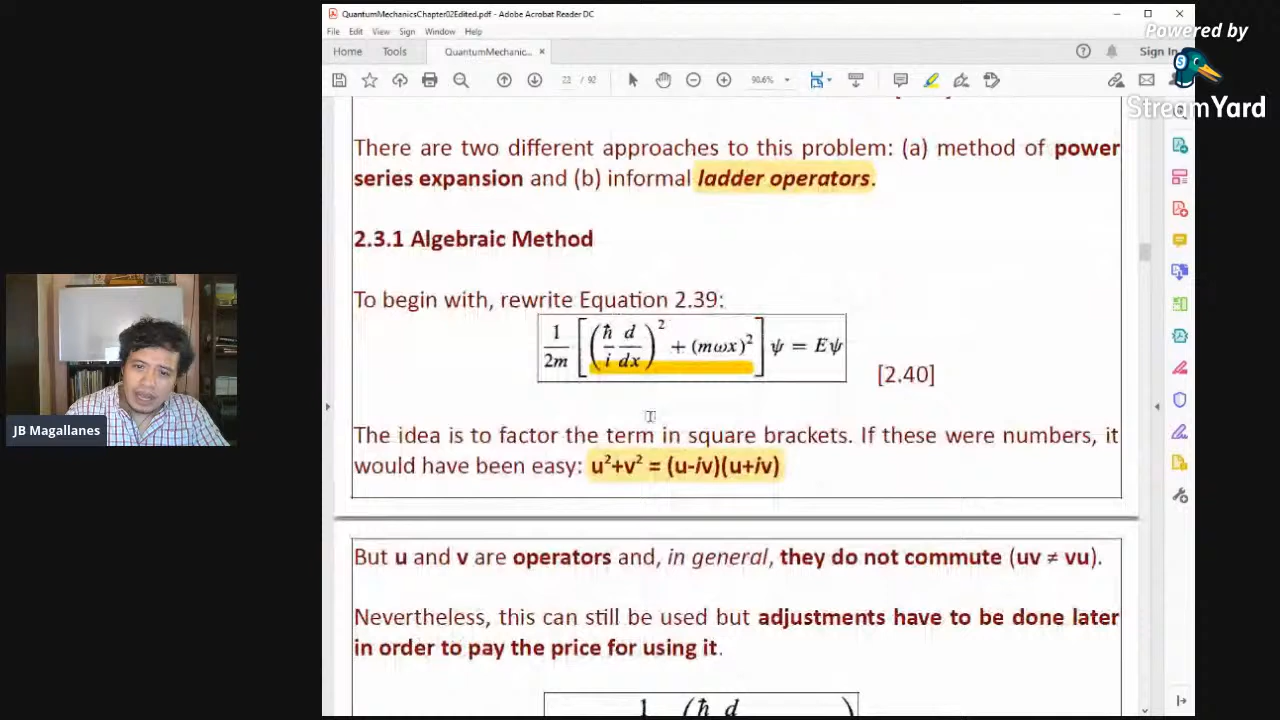 QuantumMechanicsChapter02Edited.pdf - Adobe Acrobat Reader DC
Powered by
StreamYard
File Edit View Sign Window Help
Home Tools QuantumMechanic... × Sign In
22 / 92 90.6%
There are two different approaches to this problem: (a) method of power
series expansion and (b) informal ladder operators.
2.3.1 Algebraic Method
To begin with, rewrite Equation 2.39:
1/2m [(ħ/i d/dx)² + (mωx)²] ψ = Eψ [2.40]
The idea is to factor the term in square brackets. If these were numbers, it
would have been easy: u²+v² = (u-iv)(u+iv)
But u and v are operators and, in general, they do not commute (uv ≠ vu).
Nevertheless, this can still be used but adjustments have to be done later
in order to pay the price for using it.
1 (ħ d )
JB Magallanes